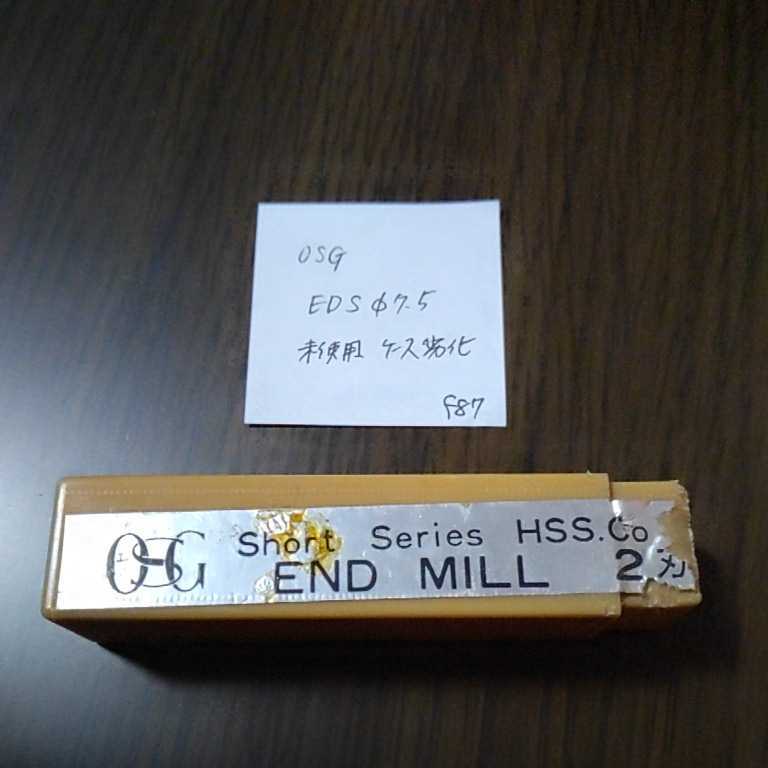 OSG
EDS φ7.5
未使用 ケース劣化
f87
OSG Short Series HSS.Co
END MILL 2刃